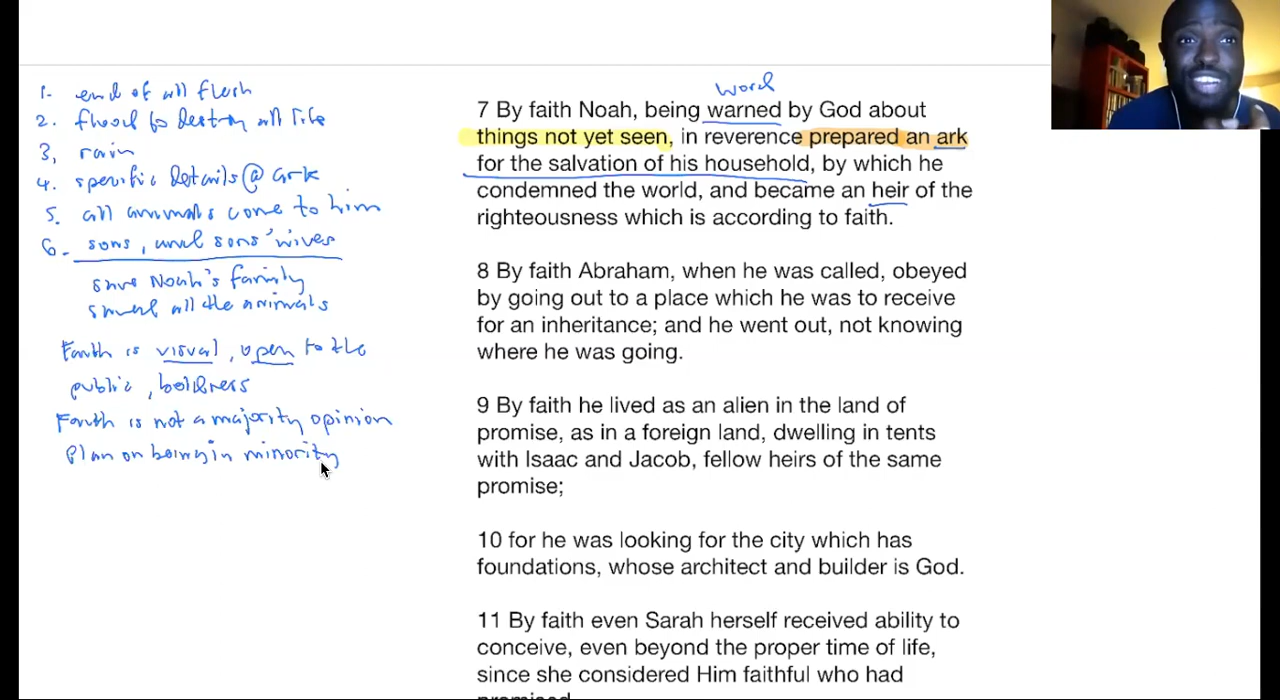 1. end of all flesh
2. flood to destroy all life
3, rain
4. specific details @ ark
5. all animals come to him
6. sons, and sons' wives
save Noah's family
saved all the animals
Faith is visual, open to the
public, boldness
Faith is not a majority opinion
Plan on being in minority
word
7 By faith Noah, being warned by God about
things not yet seen, in reverence prepared an ark
for the salvation of his household, by which he
condemned the world, and became an heir of the
righteousness which is according to faith.
8 By faith Abraham, when he was called, obeyed
by going out to a place which he was to receive
for an inheritance; and he went out, not knowing
where he was going.
9 By faith he lived as an alien in the land of
promise, as in a foreign land, dwelling in tents
with Isaac and Jacob, fellow heirs of the same
promise;
10 for he was looking for the city which has
foundations, whose architect and builder is God.
11 By faith even Sarah herself received ability to
conceive, even beyond the proper time of life,
since she considered Him faithful who had
promised.